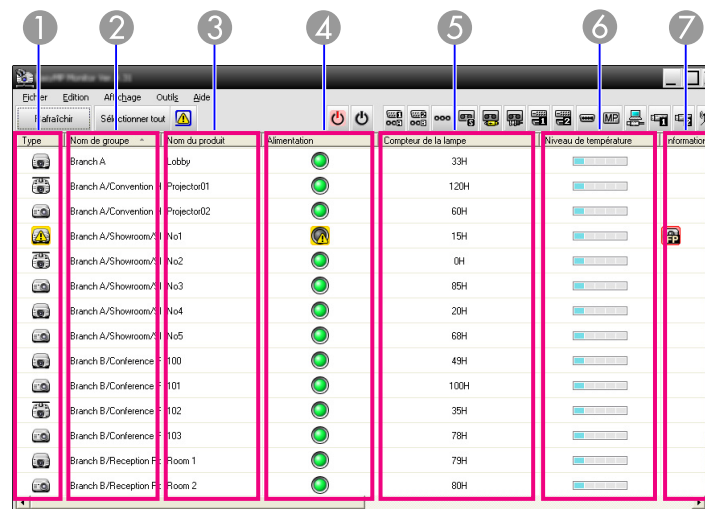 1 2 3 4 5 6 7
Fichier Edition Affichage Outils Aide
Rafraîchir Sélectionner tout MP
Type Nom de groupe Nom du produit Alimentation Compteur de la lampe Niveau de température Information
Branch A Lobby 33H
Branch A/Convention Projector01 120H
Branch A/Convention Projector02 60H
Branch A/Showroom/S No1 15H
Branch A/Showroom/S No2 0H
Branch A/Showroom/S No3 85H
Branch A/Showroom/S No4 20H
Branch A/Showroom/S No5 68H
Branch B/Conference 100 49H
Branch B/Conference 101 100H
Branch B/Conference 102 35H
Branch B/Conference 103 78H
Branch B/Reception Room 1 79H
Branch B/Reception Room 2 80H